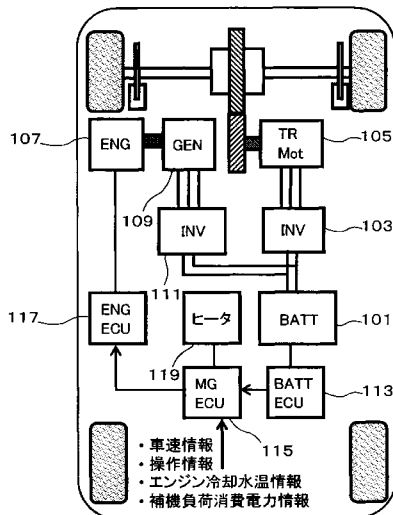 107
ENG
GEN
TR
Mot
105
109
INV
INV
103
111
117
ENG
ECU
ヒータ
BATT
101
119
MG
ECU
BATT
ECU
113
115
・車速情報
・操作情報
・エンジン冷却水温情報
・補機負荷消費電力情報